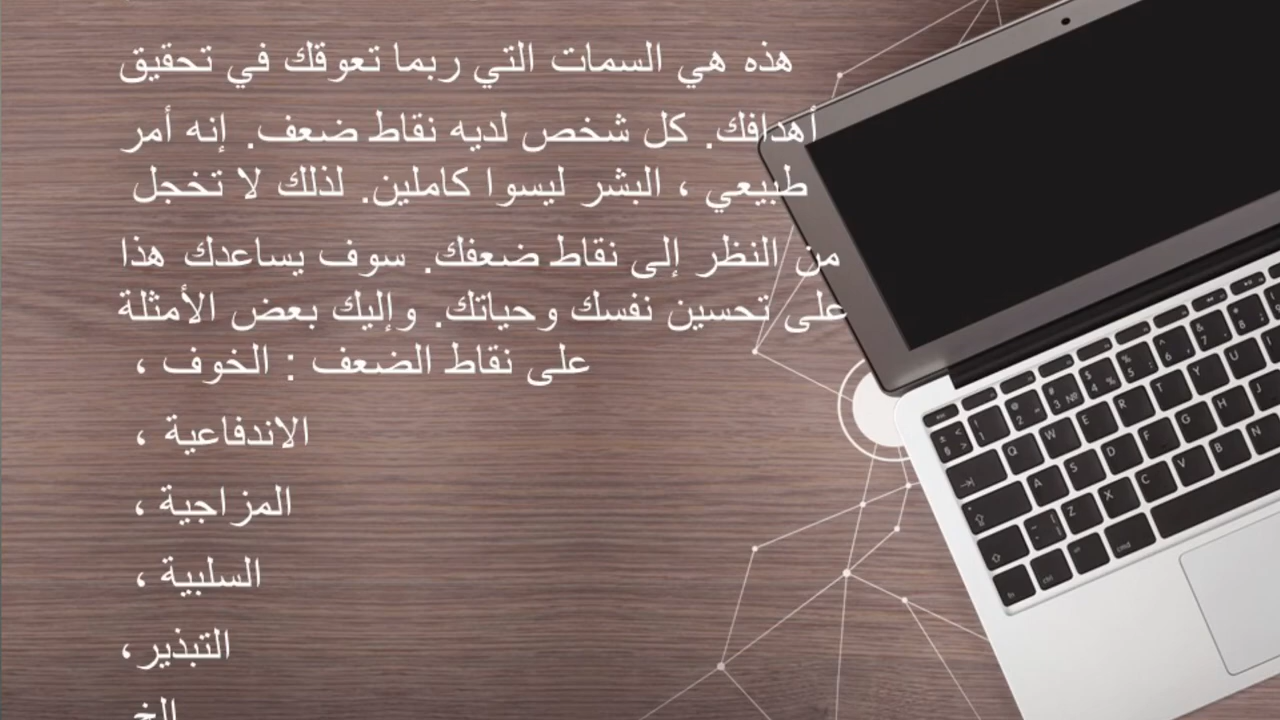 هذه هي السمات التي ربما تعوقك في تحقيق
أهدافك. كل شخص لديه نقاط ضعف. إنه أمر
طبيعي ، البشر ليسوا كاملين. لذلك لا تخجل
من النظر إلى نقاط ضعفك. سوف يساعدك هذا
على تحسين نفسك وحياتك. وإليك بعض الأمثلة
على نقاط الضعف : الخوف ،
الاندفاعية ،
المزاجية ،
السلبية ،
التبذير،
الخ